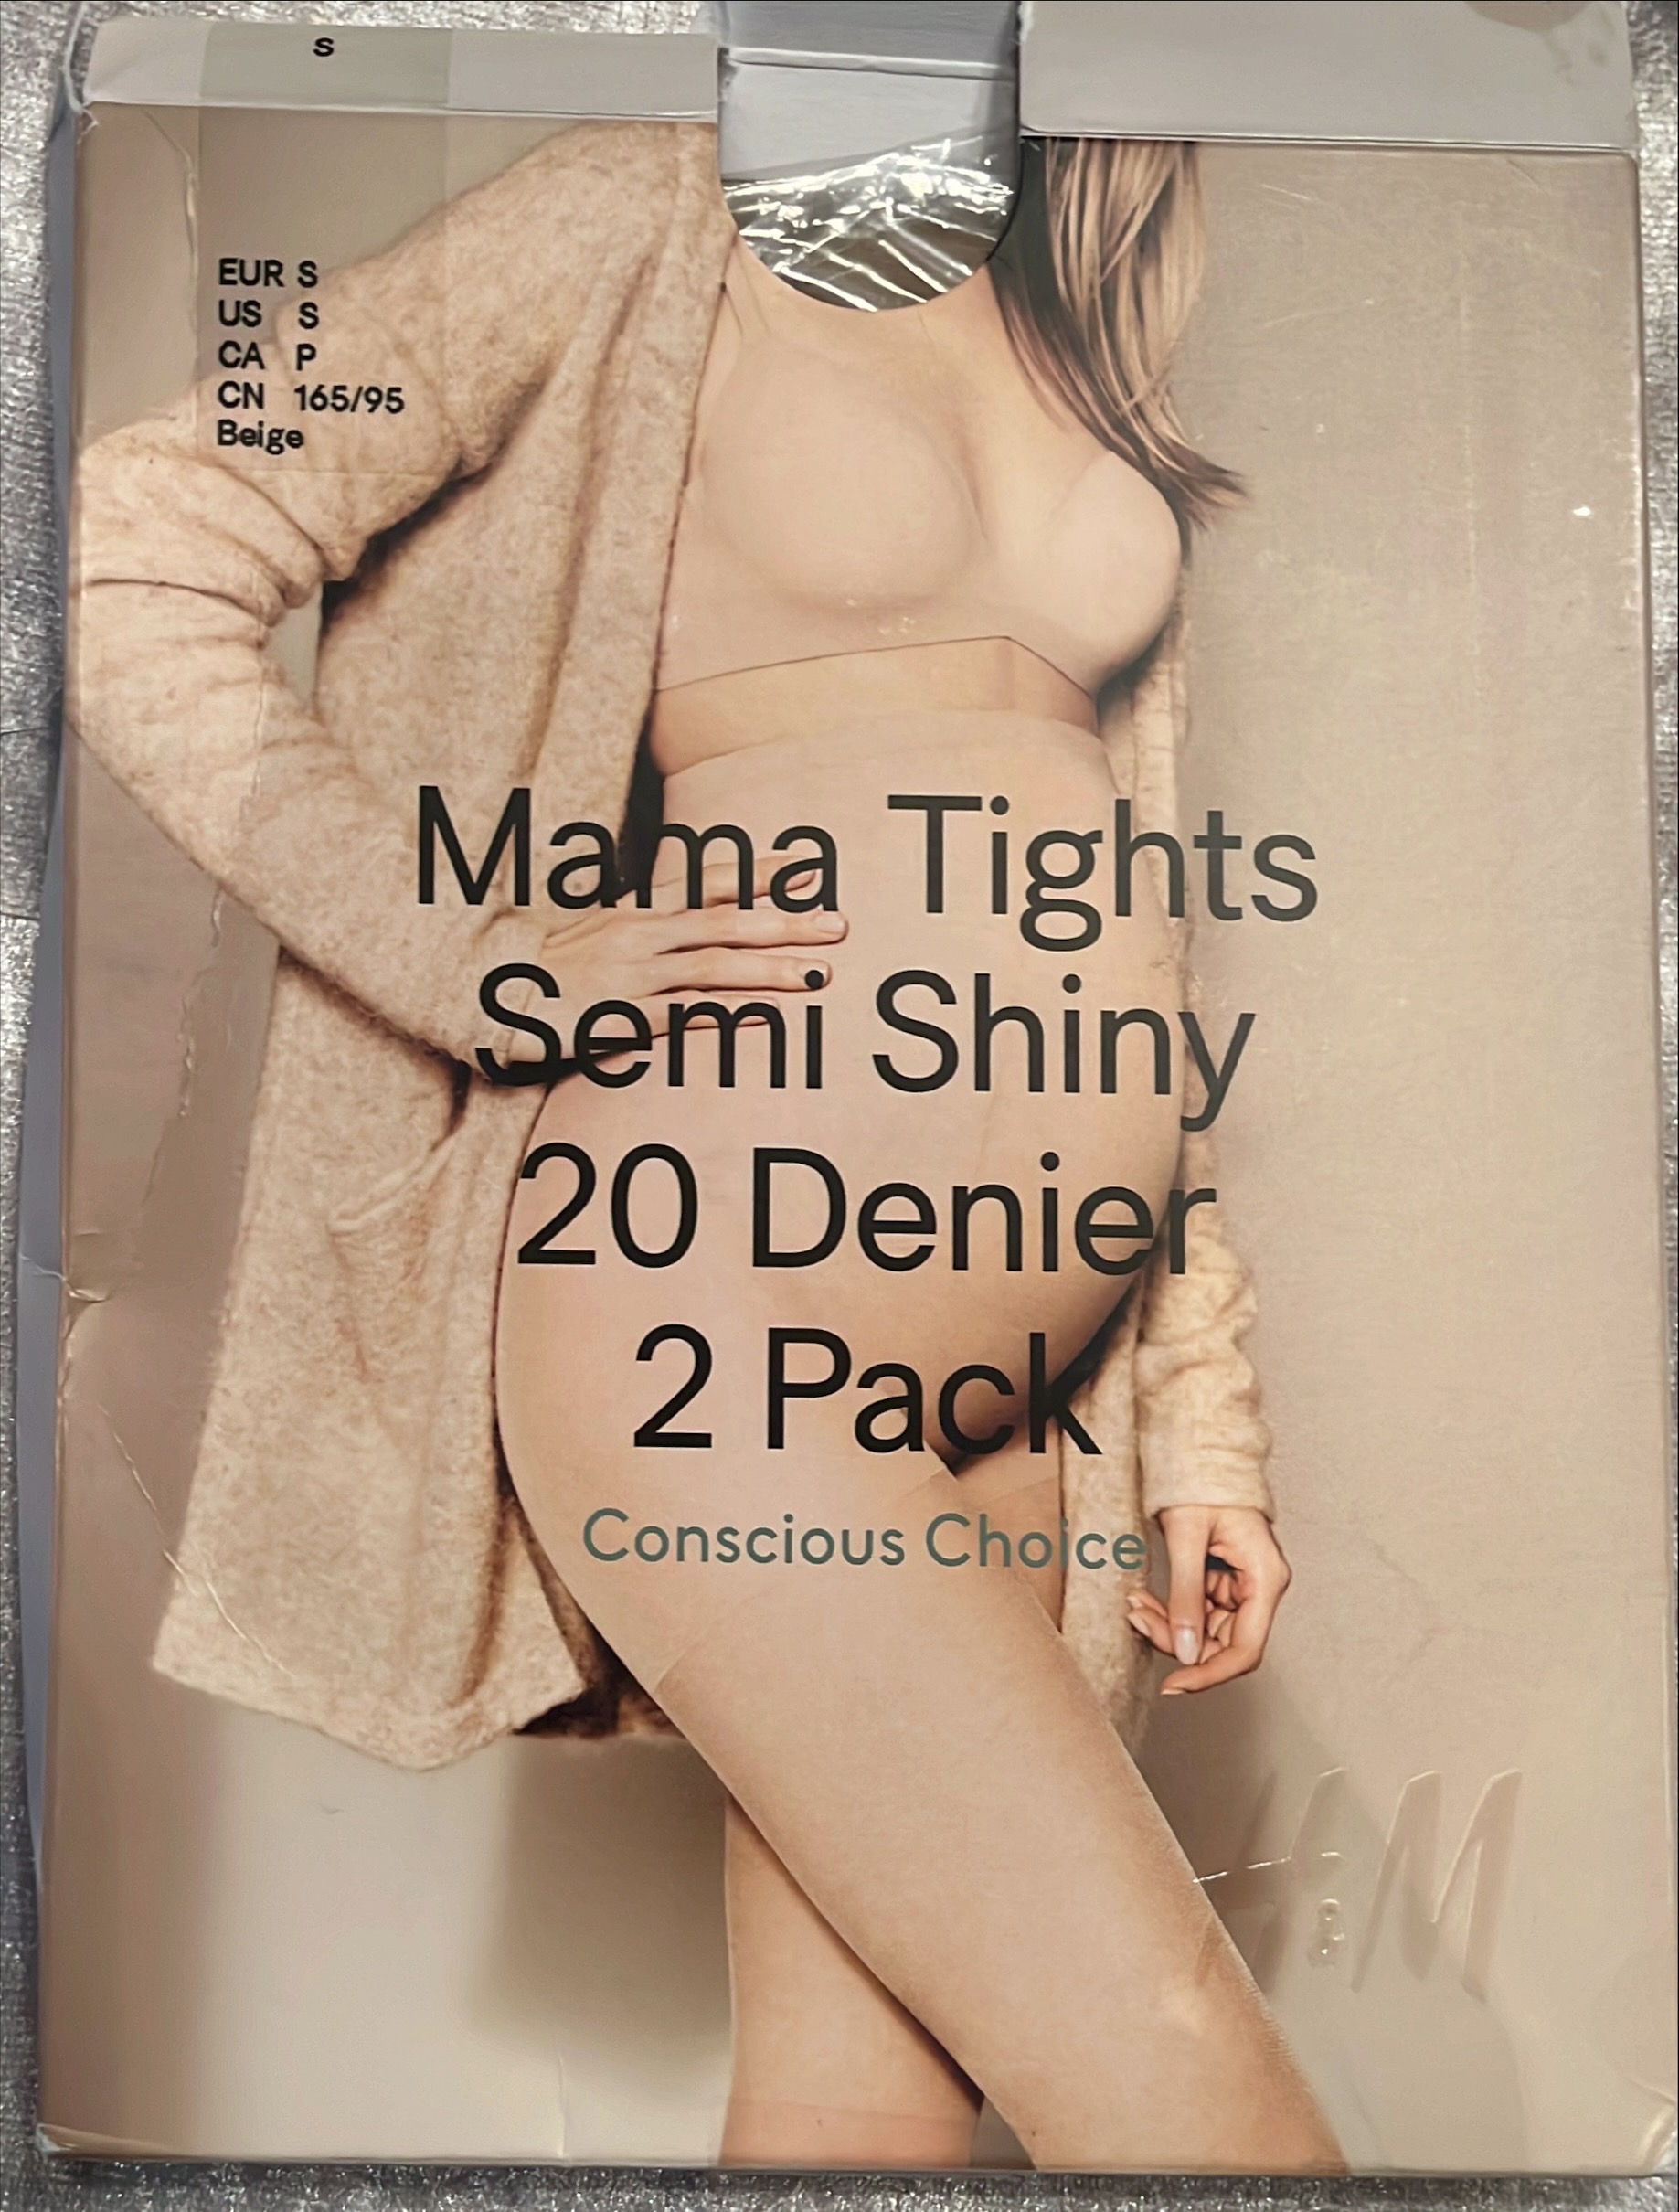 S
EUR S
US S
CA P
CN 165/95
Beige
Mama Tights
Semi Shiny
20 Denier
2 Pack
Conscious Choice
H&M